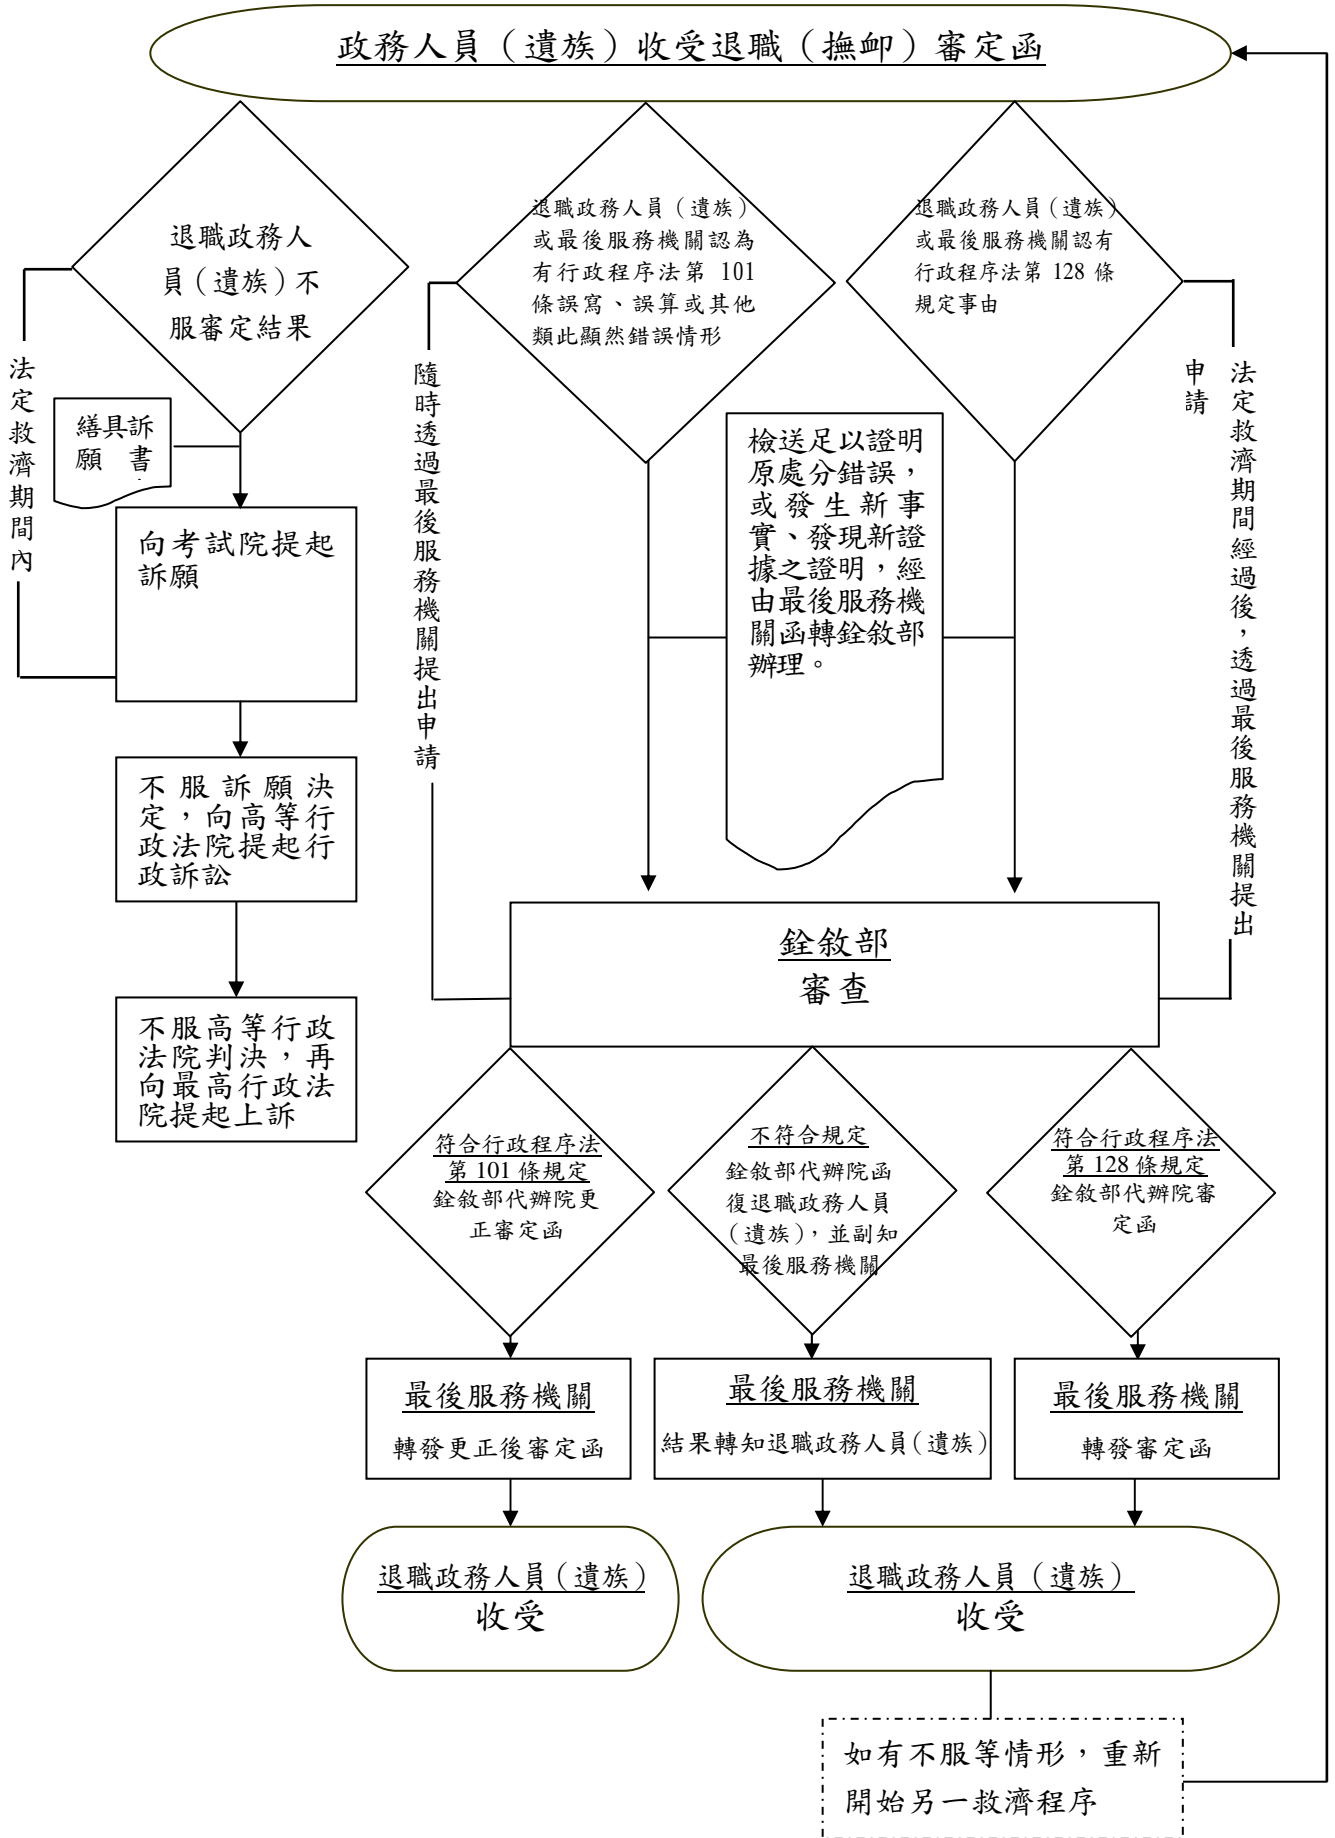 政務人員（遺族）收受退職（撫卹）審定函
退職政務人
員（遺族）不
服審定結果
退職政務人員（遺族）
或最後服務機關認為
有行政程序法第 101
條誤寫、誤算或其他
類此顯然錯誤情形
退職政務人員（遺族）
或最後服務機關認有
行政程序法第 128 條
規定事由
法定救濟期間內
繕具訴
願書
隨時透過最後服務機關提出申請
檢送足以證明
原處分錯誤，
或發生新事
實、發現新證
據之證明，經
由最後服務機
關函轉銓敘部
辦理。
法定救濟期間經過後，透過最後服務機關提出
申請
向考試院提起
訴願
不服訴願決
定，向高等行
政法院提起行
政訴訟
不服高等行政
法院判決，再
向最高行政法
院提起上訴
銓敘部
審查
符合行政程序法
第 101 條規定
銓敘部代辦院更
正審定函
不符合規定
銓敘部代辦院函
復退職政務人員
（遺族），並副知
最後服務機關
符合行政程序法
第 128 條規定
銓敘部代辦院審
定函
最後服務機關
轉發更正後審定函
最後服務機關
結果轉知退職政務人員（遺族）
最後服務機關
轉發審定函
退職政務人員（遺族）
收受
退職政務人員（遺族）
收受
如有不服等情形，重新
開始另一救濟程序